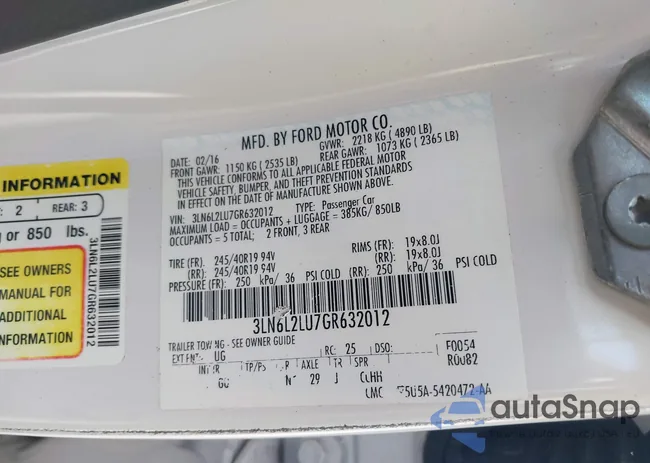 MFD. BY FORD MOTOR CO.
DATE: 02/16 GVWR: 2218 KG ( 4890 LB)
FRONT GAWR: 1150 KG ( 2535 LB) REAR GAWR: 1073 KG ( 2365 LB)
THIS VEHICLE CONFORMS TO ALL APPLICABLE FEDERAL MOTOR
VEHICLE SAFETY, BUMPER, AND THEFT PREVENTION STANDARDS
IN EFFECT ON THE DATE OF MANUFACTURE SHOWN ABOVE.
VIN: 3LN6L2LU7GR632012 TYPE: Passenger Car
MAXIMUM LOAD = OCCUPANTS + LUGGAGE = 385KG/ 850LB
OCCUPANTS = 5 TOTAL; 2 FRONT, 3 REAR
TIRE (FR): 245/40R19 94V RIMS (FR): 19x8.0J
(RR): 245/40R19 94V (RR): 19x8.0J
PRESSURE (FR): 250 kPa/ 36 PSI COLD (RR): 250 kPa/ 36 PSI COLD
3LN6L2LU7GR632012
TRAILER TOWING - SEE OWNER GUIDE
UG RC: 25 DSO: F0054
TP/PS AXLE TR SPR R0082
29 J
INFORMATION
2 REAR: 3
or 850 lbs.
SEE OWNERS
MANUAL FOR
ADDITIONAL
INFORMATION
3LN6L2LU7GR632012
autoSnap